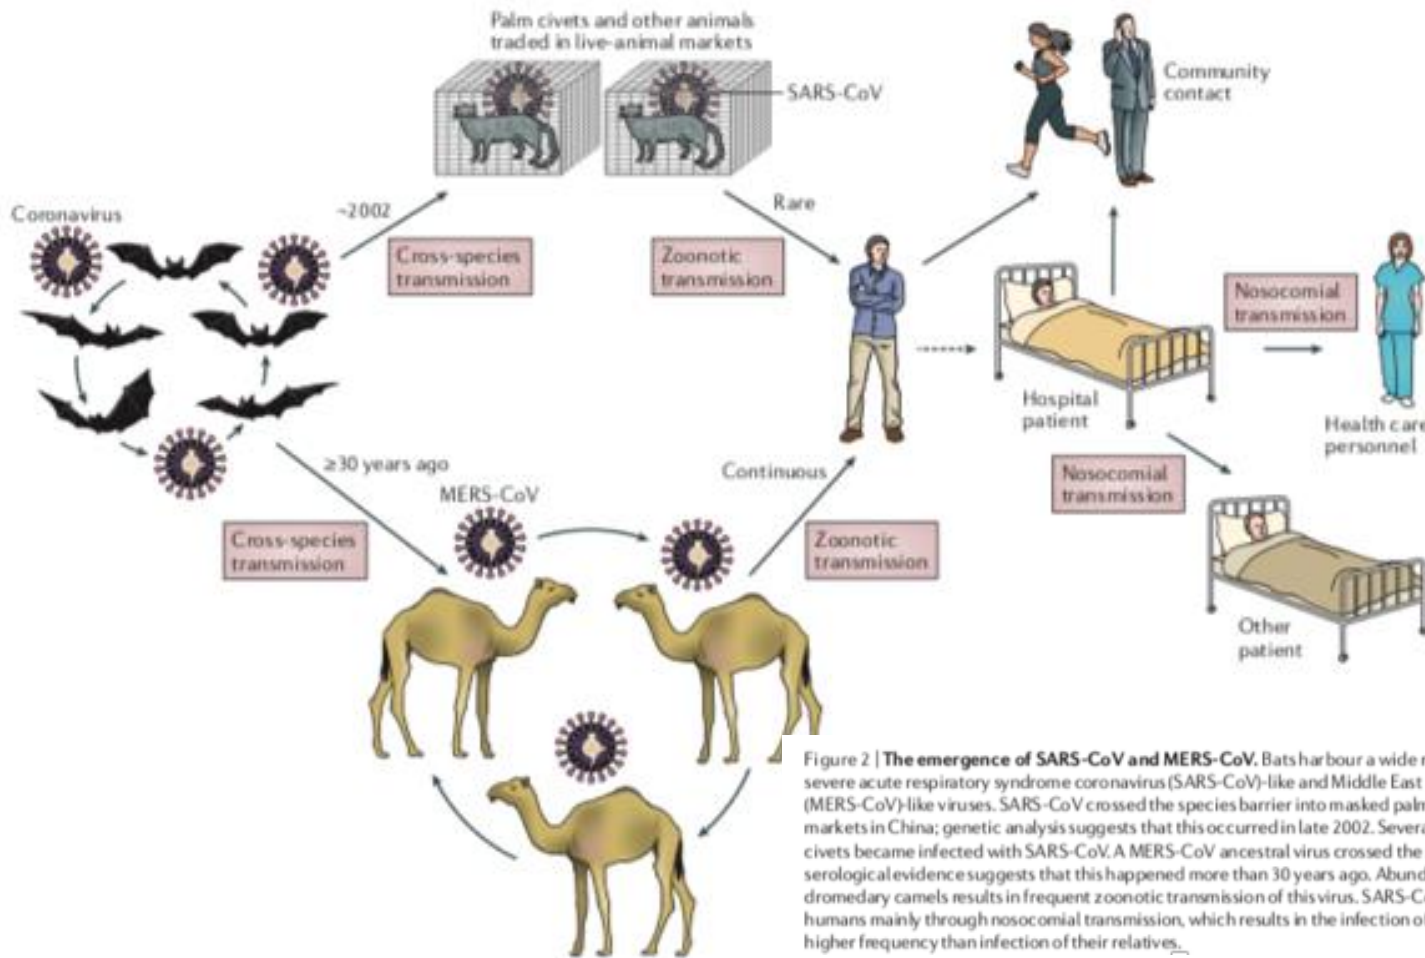 Palm civets and other animals
traded in live-animal markets
SARS-CoV
Community
contact
Coronavirus
~2002
Rare
Cross-species
transmission
Zoonotic
transmission
Nosocomial
transmission
Hospital
patient
Health care
personnel
≥30 years ago
Continuous
MERS-CoV
Nosocomial
transmission
Cross-species
transmission
Zoonotic
transmission
Other
patient
Figure 2 | The emergence of SARS-CoV and MERS-CoV. Bats harbour a wide
severe acute respiratory syndrome coronavirus (SARS-CoV)-like and Middle East
(MERS-CoV)-like viruses. SARS-CoV crossed the species barrier into masked palm
markets in China; genetic analysis suggests that this occurred in late 2002. Severa
civets became infected with SARS-CoV. A MERS-CoV ancestral virus crossed the
serological evidence suggests that this happened more than 30 years ago. Abund
dromedary camels results in frequent zoonotic transmission of this virus. SARS-Co
humans mainly through nosocomial transmission, which results in the infection of
higher frequency than infection of their relatives.